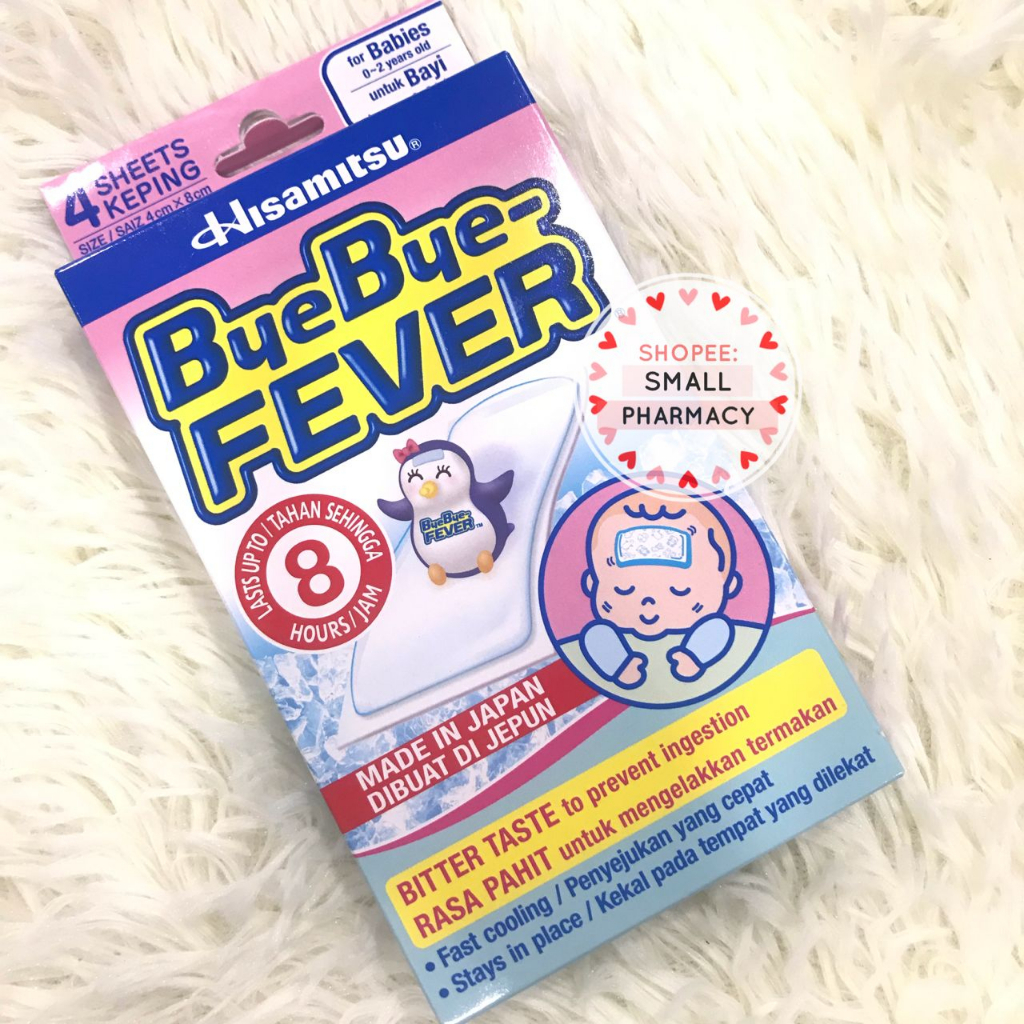 for Babies
0~2 years old
untuk Bayi
4 SHEETS
KEPING
SIZE / SAIZ 4cm X 8cm
Hisamitsu®
ByeBye-
FEVER
SHOPEE:
SMALL
PHARMACY
ByeBye-
FEVER™
LASTS UP TO / TAHAN SEHINGGA
8
HOURS / JAM
MADE IN JAPAN
DIBUAT DI JEPUN
BITTER TASTE to prevent ingestion
RASA PAHIT untuk mengelakkan termakan
• Fast cooling / Penyejukan yang cepat
• Stays in place / Kekal pada tempat yang dilekat